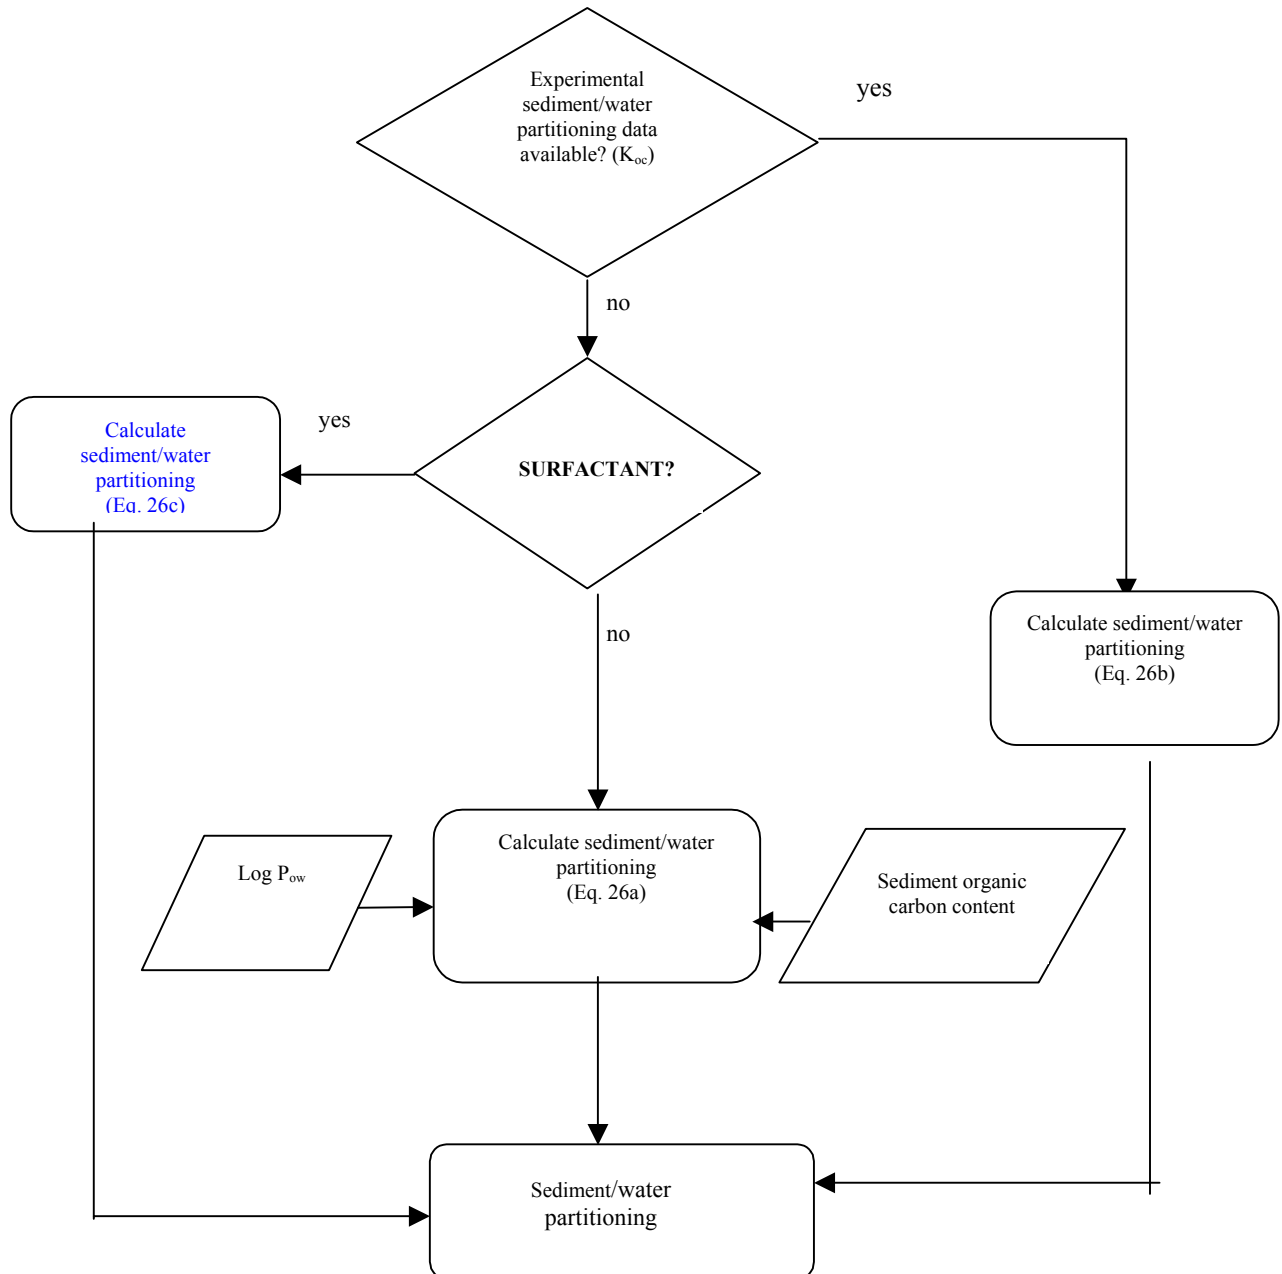 Experimental
sediment/water
partitioning data
available? (Koc)
yes
no
yes
Calculate
sediment/water
partitioning
(Eq. 26c)
SURFACTANT?
no
Calculate sediment/water
partitioning
(Eq. 26b)
Log Pow
Calculate sediment/water
partitioning
(Eq. 26a)
Sediment organic
carbon content
Sediment/water
partitioning